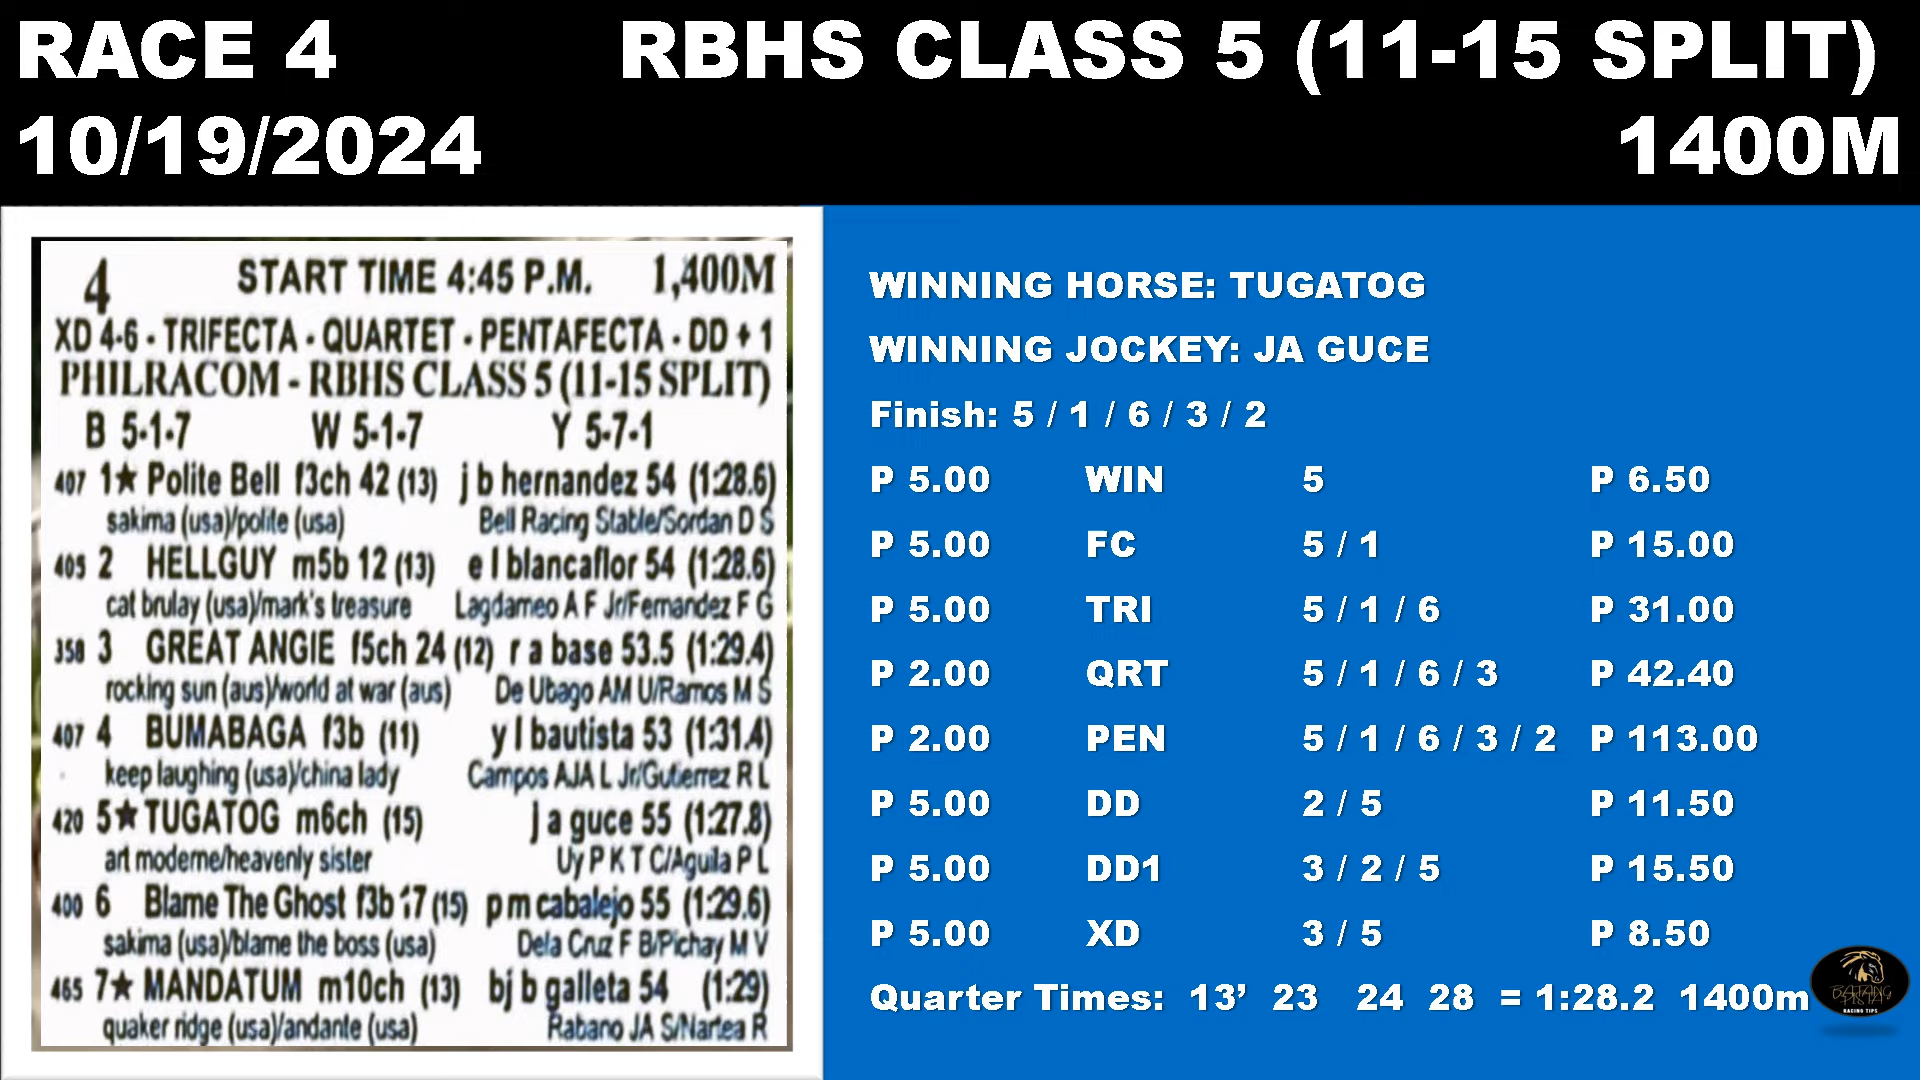 RACE 4 RBHS CLASS 5 (11-15 SPLIT)
10/19/2024 1400M
4 START TIME 4:45 P.M. 1,400M
XD 4-6 - TRIFECTA - QUARTET - PENTAFECTA - DD + 1
PHILRACOM - RBHS CLASS 5 (11-15 SPLIT)
B 5-1-7 W 5-1-7 Y 5-7-1
407 1★ Polite Bell f3ch 42 (13) j b hernandez 54 (1:28.6)
sakima (usa)/polite (usa) Bell Racing Stable/Sordan D S
405 2 HELLGUY m5b 12 (13) e l blancaflor 54 (1:28.6)
cat brulay (usa)/mark's treasure Lagdameo A F Jr/Fernandez F G
358 3 GREAT ANGIE f5ch 24 (12) r a base 53.5 (1:29.4)
rocking sun (aus)/world at war (aus) De Ubago AM U/Ramos M S
407 4 BUMABAGA f3b (11) y l bautista 53 (1:31.4)
keep laughing (usa)/china lady Campos AJA L Jr/Gutierrez R L
420 5★ TUGATOG m6ch (15) j a guce 55 (1:27.8)
art moderne/heavenly sister Uy P K T C/Aguila P L
400 6 Blame The Ghost f3b (15) p m cabalejo 55 (1:29.6)
sakima (usa)/blame the boss (usa) Dela Cruz F B/Pichay M V
465 7★ MANDATUM m10ch (13) bj b galleta 54 (1:29)
quaker ridge (usa)/andante (usa) Rabano JA S/Nartea R
WINNING HORSE: TUGATOG
WINNING JOCKEY: JA GUCE
Finish: 5 / 1 / 6 / 3 / 2
P 5.00 WIN 5 P 6.50
P 5.00 FC 5 / 1 P 15.00
P 5.00 TRI 5 / 1 / 6 P 31.00
P 2.00 QRT 5 / 1 / 6 / 3 P 42.40
P 2.00 PEN 5 / 1 / 6 / 3 / 2 P 113.00
P 5.00 DD 2 / 5 P 11.50
P 5.00 DD1 3 / 2 / 5 P 15.50
P 5.00 XD 3 / 5 P 8.50
Quarter Times: 13’ 23 24 28 = 1:28.2 1400m
BATANG
PISTA
RACING TIPS